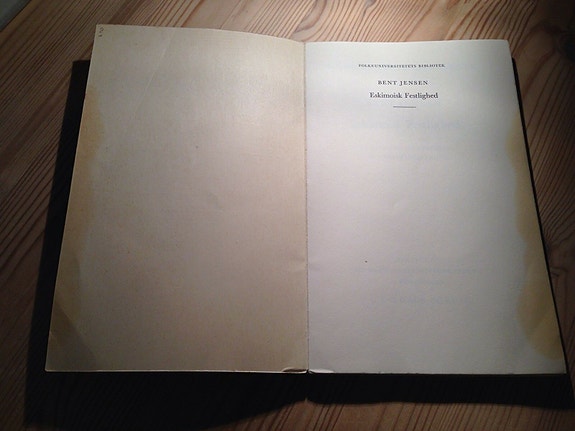 FOLKEUNIVERSITETETS BIBLIOTEK
BENT JENSEN
Eskimoisk Festlighed